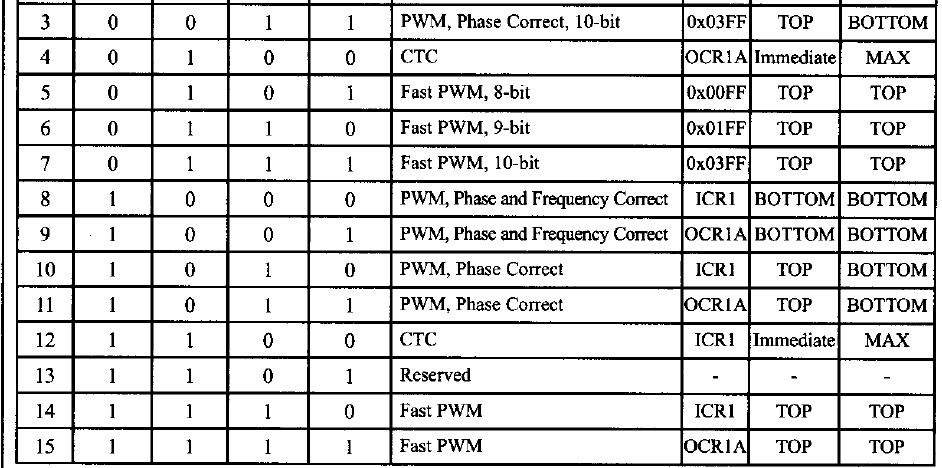 3 0 0 1 1 PWM, Phase Correct, 10-bit 0x03FF TOP BOTTOM
4 0 1 0 0 CTC OCR1A Immediate MAX
5 0 1 0 1 Fast PWM, 8-bit 0x00FF TOP TOP
6 0 1 1 0 Fast PWM, 9-bit 0x01FF TOP TOP
7 0 1 1 1 Fast PWM, 10-bit 0x03FF TOP TOP
8 1 0 0 0 PWM, Phase and Frequency Correct ICR1 BOTTOM BOTTOM
9 1 0 0 1 PWM, Phase and Frequency Correct OCR1A BOTTOM BOTTOM
10 1 0 1 0 PWM, Phase Correct ICR1 TOP BOTTOM
11 1 0 1 1 PWM, Phase Correct OCR1A TOP BOTTOM
12 1 1 0 0 CTC ICR1 Immediate MAX
13 1 1 0 1 Reserved - - -
14 1 1 1 0 Fast PWM ICR1 TOP TOP
15 1 1 1 1 Fast PWM OCR1A TOP TOP